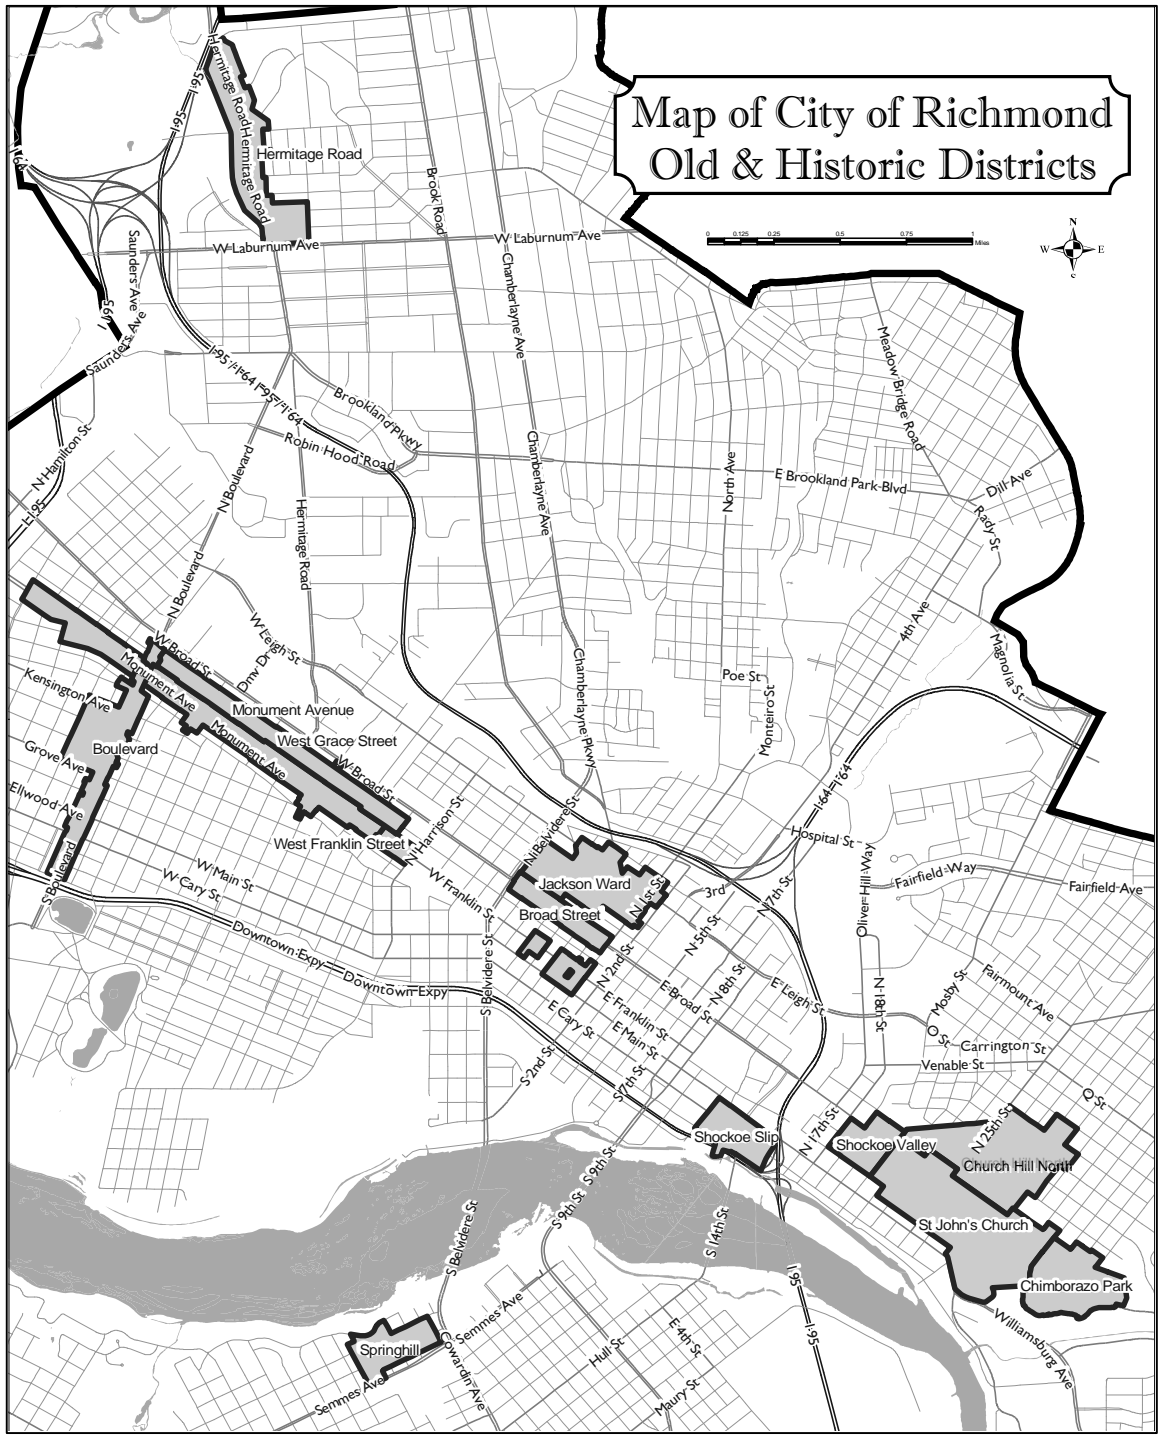 Map of City of Richmond
Old & Historic Districts
0 0.125 0.25 0.5 0.75 1
Miles
N
W E
S
I-95
I-95
I-64
Hermitage Road
Hermitage Road
Hermitage Road
Brook Road
W Laburnum Ave
W Laburnum Ave
Saunders Ave
Saunders Ave
I-195
Chamberlayne Ave
I-95 / I-64
I-95 / I-64
Meadow Bridge Road
Brookland Pkwy
Robin Hood Road
N Hamilton St
I-195
N Boulevard
Chamberlayne Ave
North Ave
E Brookland Park Blvd
Dill Ave
Rady St
Hermitage Road
N Boulevard
4th Ave
W Leigh St
W Broad St
Dmv Dr
Magnolia St
Chamberlayne Pkwy
Poe St
Monteiro St
Monument Ave
Kensington Ave
Monument Avenue
West Grace Street
Monument Ave
Boulevard
Grove Ave
W Broad St
Ellwood Ave
I-64
I-64
N Harrison St
West Franklin Street
N Belvidere St
Hospital St
S Boulevard
W Main St
W Cary St
W Franklin St
Jackson Ward
N 1st St
3rd
N 7th St
Oliver Hill Way
Fairfield Way
Fairfield Ave
Broad Street
Downtown Expy
Downtown Expy
S Belvidere St
N 2nd St
N 5th St
N 8th St
E Leigh St
E Broad St
E Franklin St
E Main St
E Cary St
N 18th St
Mosby St
Fairmount Ave
O St
Carrington St
Venable St
Q St
S 2nd St
S 7th St
Shockoe Slip
N 17th St
Shockoe Valley
N 25th St
Church Hill North
S 9th St
S 9th St
S 14th St
S Belvidere St
St John's Church
Chimborazo Park
I-95
I-95
Williamsburg Ave
Semmes Ave
Springhill
Semmes Ave
Cowardin Ave
Hull St
E 4th St
Maury St